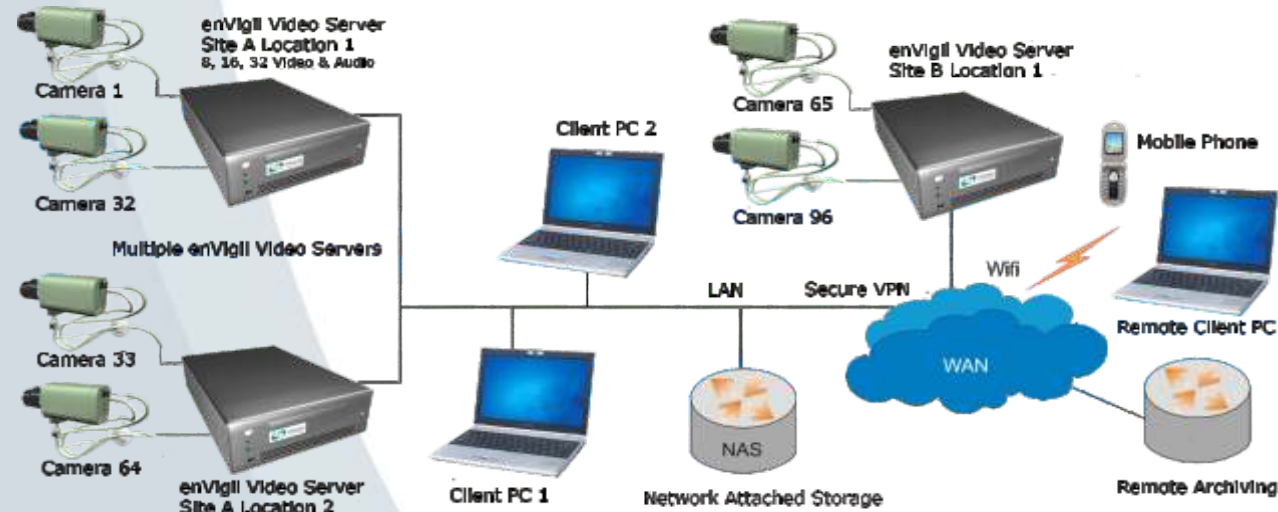 enVigil Video Server
Site A Location 1
8, 16, 32 Video & Audio
Camera 1
Camera 32
Multiple enVigil Video Servers
Camera 33
Camera 64
enVigil Video Server
Site A Location 2
Client PC 2
Client PC 1
LAN
Secure VPN
NAS
Network Attached Storage
Camera 65
Camera 96
enVigil Video Server
Site B Location 1
Mobile Phone
Wifi
WAN
Remote Client PC
Remote Archiving